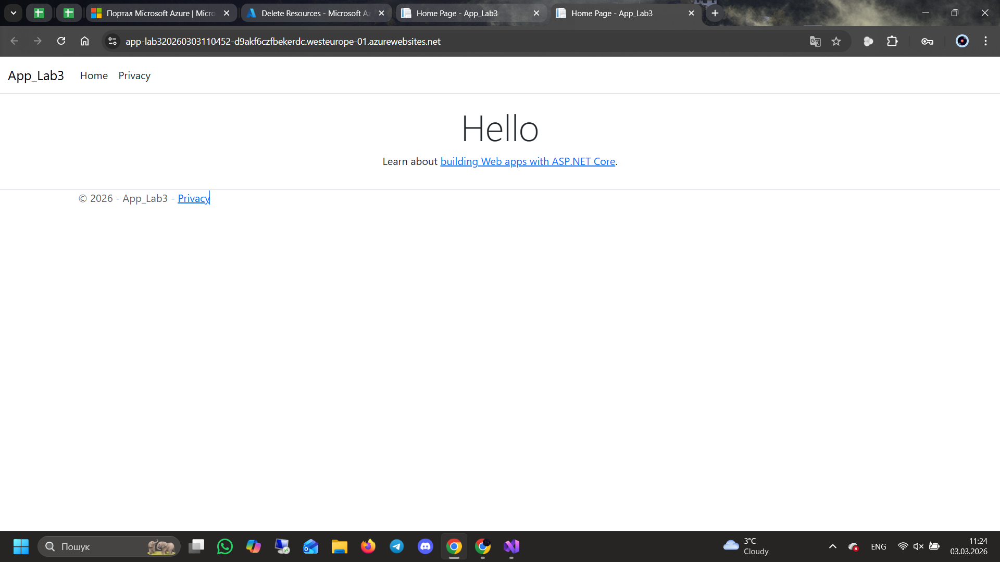 Портал Microsoft Azure | Micro
Delete Resources - Microsoft Az
Home Page - App_Lab3
Home Page - App_Lab3
app-lab320260303110452-d9akf6czfbekerdc.westeurope-01.azurewebsites.net
App_Lab3 Home Privacy
Hello
Learn about building Web apps with ASP.NET Core.
© 2026 - App_Lab3 - Privacy
Пошук
3°C
Cloudy
ENG
11:24
03.03.2026